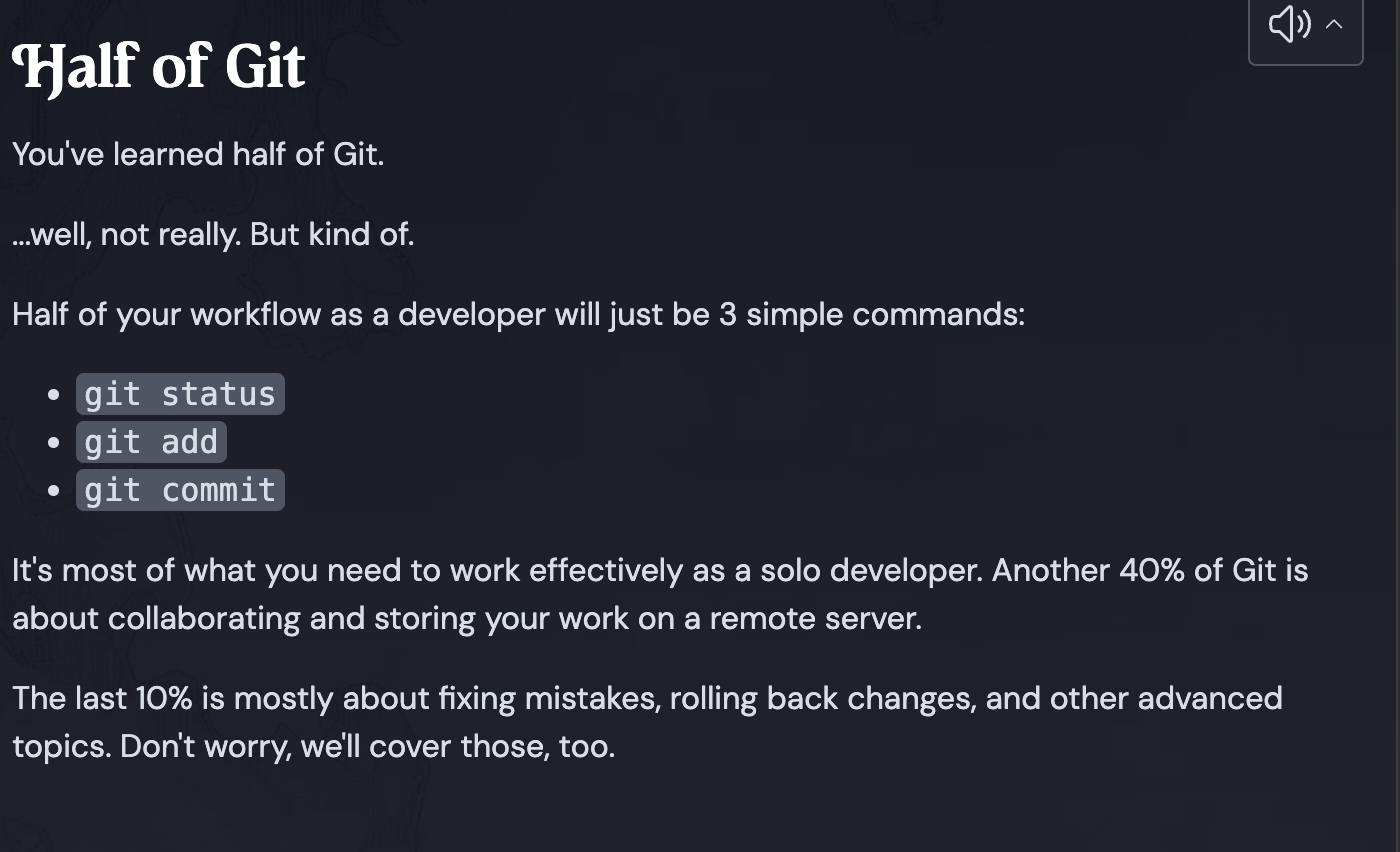 Half of Git
You've learned half of Git.
...well, not really. But kind of.
Half of your workflow as a developer will just be 3 simple commands:
• git status
• git add
• git commit
It's most of what you need to work effectively as a solo developer. Another 40% of Git is
about collaborating and storing your work on a remote server.
The last 10% is mostly about fixing mistakes, rolling back changes, and other advanced
topics. Don't worry, we'll cover those, too.